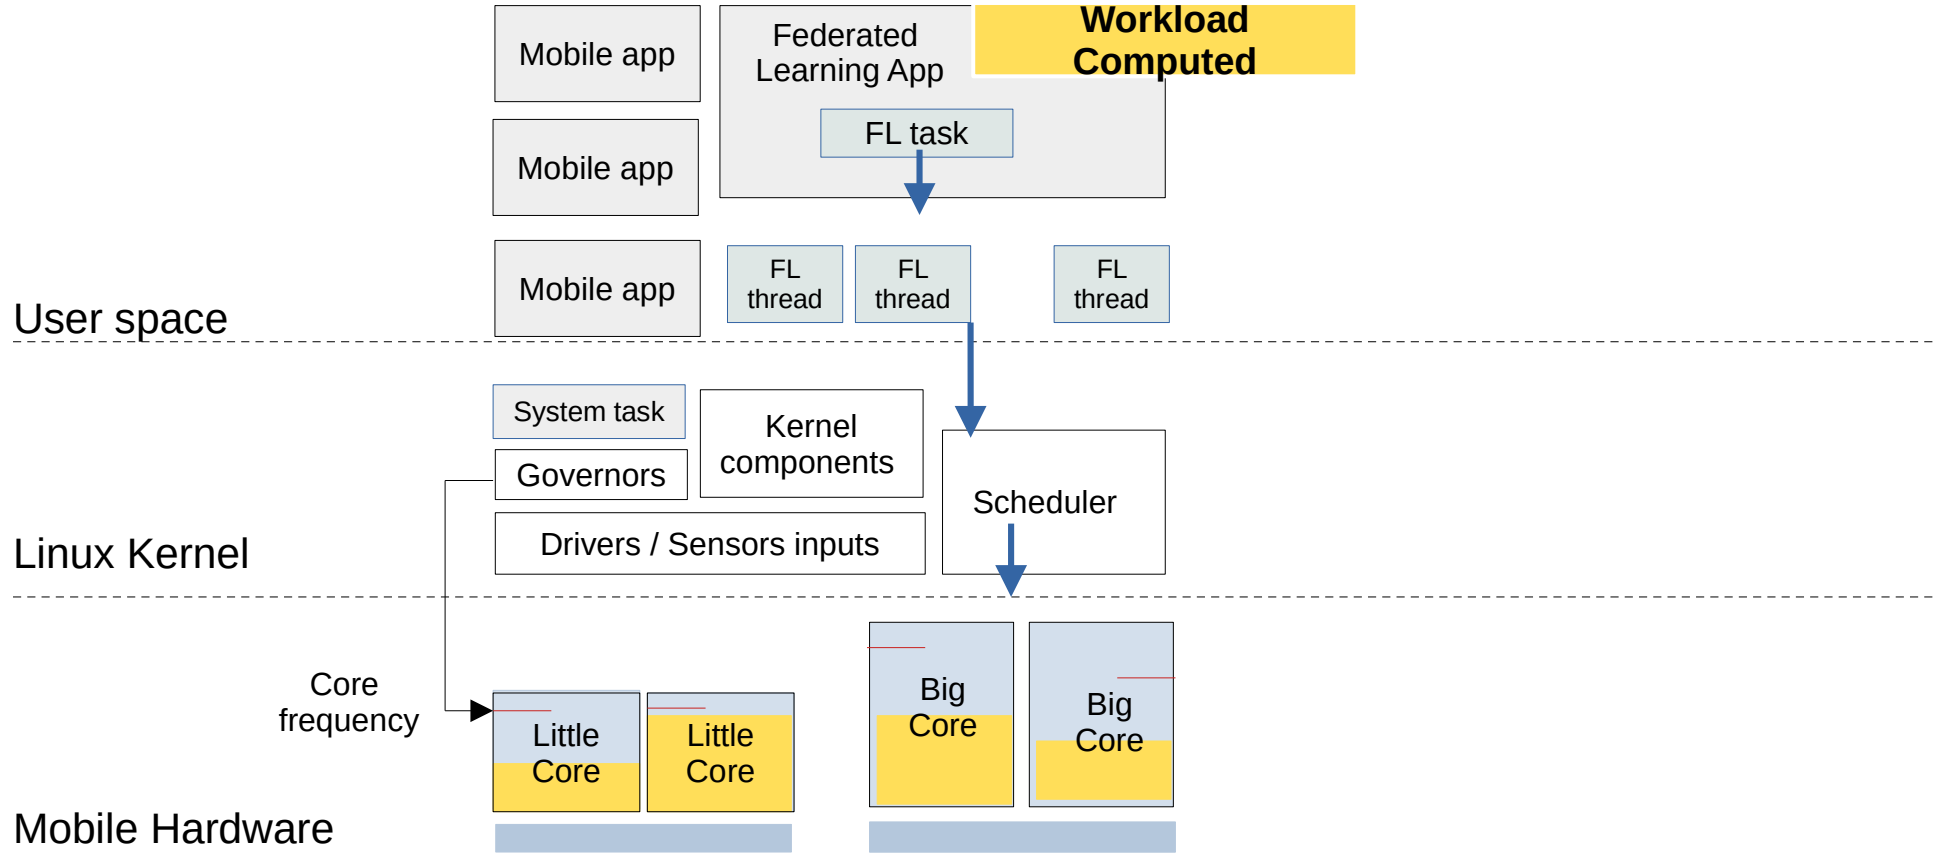 Mobile app
Federated
Learning App
Workload
Computed
FL task
Mobile app
Mobile app
FL
thread
FL
thread
FL
thread
User space
System task
Governors
Kernel
components
Scheduler
Drivers / Sensors inputs
Linux Kernel
Core
frequency
Little
Core
Little
Core
Big
Core
Big
Core
Mobile Hardware